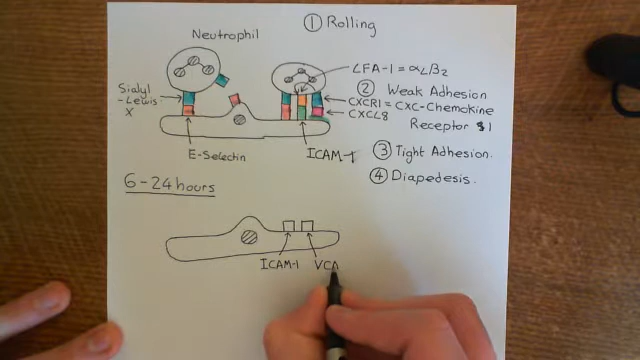 ① Rolling
Neutrophil
LFA-1 = αLβ2
② Weak Adhesion
Sialyl
-Lewis
X
CXCR1 = CXC-Chemokine
Receptor 1
CXCL8
E-Selectin
ICAM-1
③ Tight Adhesion.
④ Diapedesis.
6-24 hours
ICAM-1 VCA